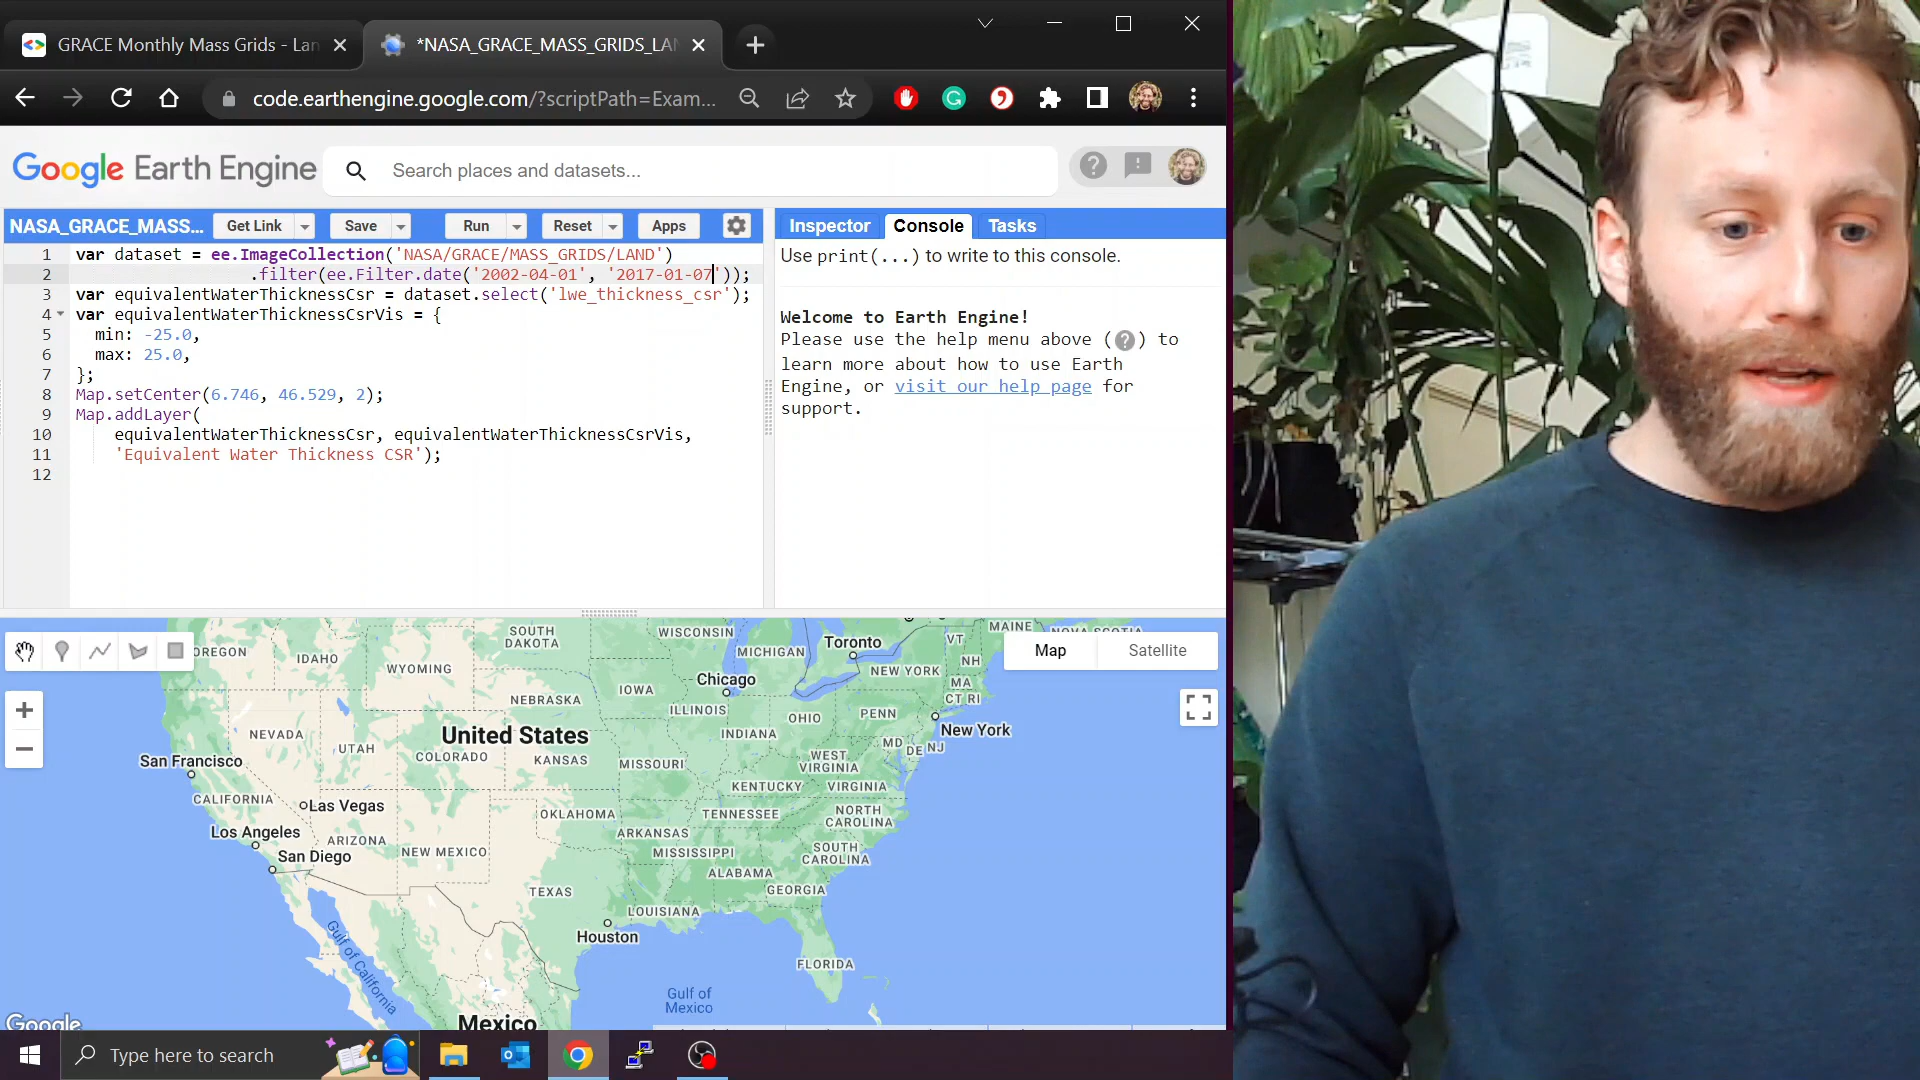 GRACE Monthly Mass Grids - Lan
*NASA_GRACE_MASS_GRIDS_LA
code.earthengine.google.com/?scriptPath=Exam...
Google Earth Engine
Search places and datasets...
NASA_GRACE_MASS...
Get Link
Save
Run
Reset
Apps
Inspector
Console
Tasks
1 var dataset = ee.ImageCollection('NASA/GRACE/MASS_GRIDS/LAND')
2 .filter(ee.Filter.date('2002-04-01', '2017-01-07'));
3 var equivalentWaterThicknessCsr = dataset.select('lwe_thickness_csr');
4 var equivalentWaterThicknessCsrVis = {
5 min: -25.0,
6 max: 25.0,
7 };
8 Map.setCenter(6.746, 46.529, 2);
9 Map.addLayer(
10 equivalentWaterThicknessCsr, equivalentWaterThicknessCsrVis,
11 'Equivalent Water Thickness CSR');
12
Use print(...) to write to this console.
Welcome to Earth Engine!
Please use the help menu above (?) to
learn more about how to use Earth
Engine, or visit our help page for
support.
Map
Satellite
OREGON
IDAHO
WYOMING
SOUTH
DAKOTA
WISCONSIN
MICHIGAN
Toronto
VT
MAINE
NOVA SCOTIA
NH
NEW YORK
MA
CT RI
NEBRASKA
IOWA
Chicago
ILLINOIS
INDIANA
OHIO
PENN
New York
NEVADA
UTAH
United States
COLORADO
KANSAS
MISSOURI
WEST
VIRGINIA
MD
DE NJ
San Francisco
CALIFORNIA
Las Vegas
KENTUCKY
VIRGINIA
OKLAHOMA
TENNESSEE
NORTH
CAROLINA
Los Angeles
ARIZONA
NEW MEXICO
ARKANSAS
MISSISSIPPI
SOUTH
CAROLINA
San Diego
ALABAMA
TEXAS
GEORGIA
LOUISIANA
Houston
FLORIDA
Gulf of California
Gulf of
Mexico
Mexico
Google
Type here to search